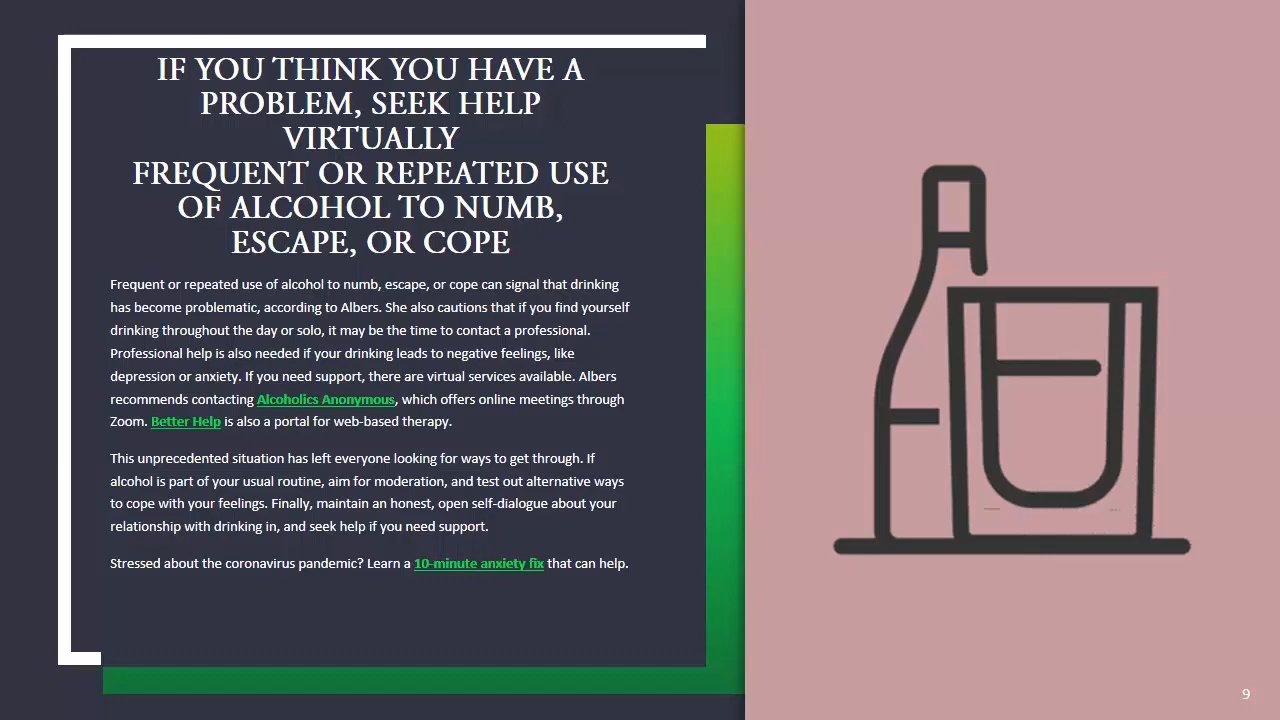 IF YOU THINK YOU HAVE A
PROBLEM, SEEK HELP
VIRTUALLY
FREQUENT OR REPEATED USE
OF ALCOHOL TO NUMB,
ESCAPE, OR COPE
Frequent or repeated use of alcohol to numb, escape, or cope can signal that drinking
has become problematic, according to Albers. She also cautions that if you find yourself
drinking throughout the day or solo, it may be the time to contact a professional.
Professional help is also needed if your drinking leads to negative feelings, like
depression or anxiety. If you need support, there are virtual services available. Albers
recommends contacting Alcoholics Anonymous, which offers online meetings through
Zoom. Better Help is also a portal for web-based therapy.
This unprecedented situation has left everyone looking for ways to get through. If
alcohol is part of your usual routine, aim for moderation, and test out alternative ways
to cope with your feelings. Finally, maintain an honest, open self-dialogue about your
relationship with drinking in, and seek help if you need support.
Stressed about the coronavirus pandemic? Learn a 10-minute anxiety fix that can help.
9